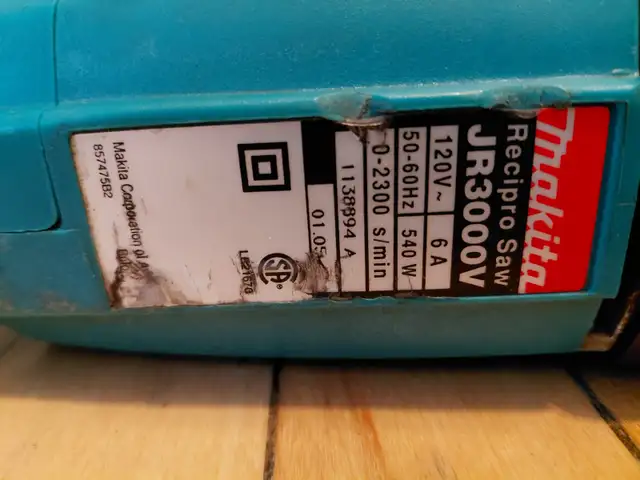 makita
Recipro Saw
JR3000V
120V~ 6 A
50-60Hz 540 W
0-2300 s/min
1138894 A
01.05
Makita Corporation of
857475B2